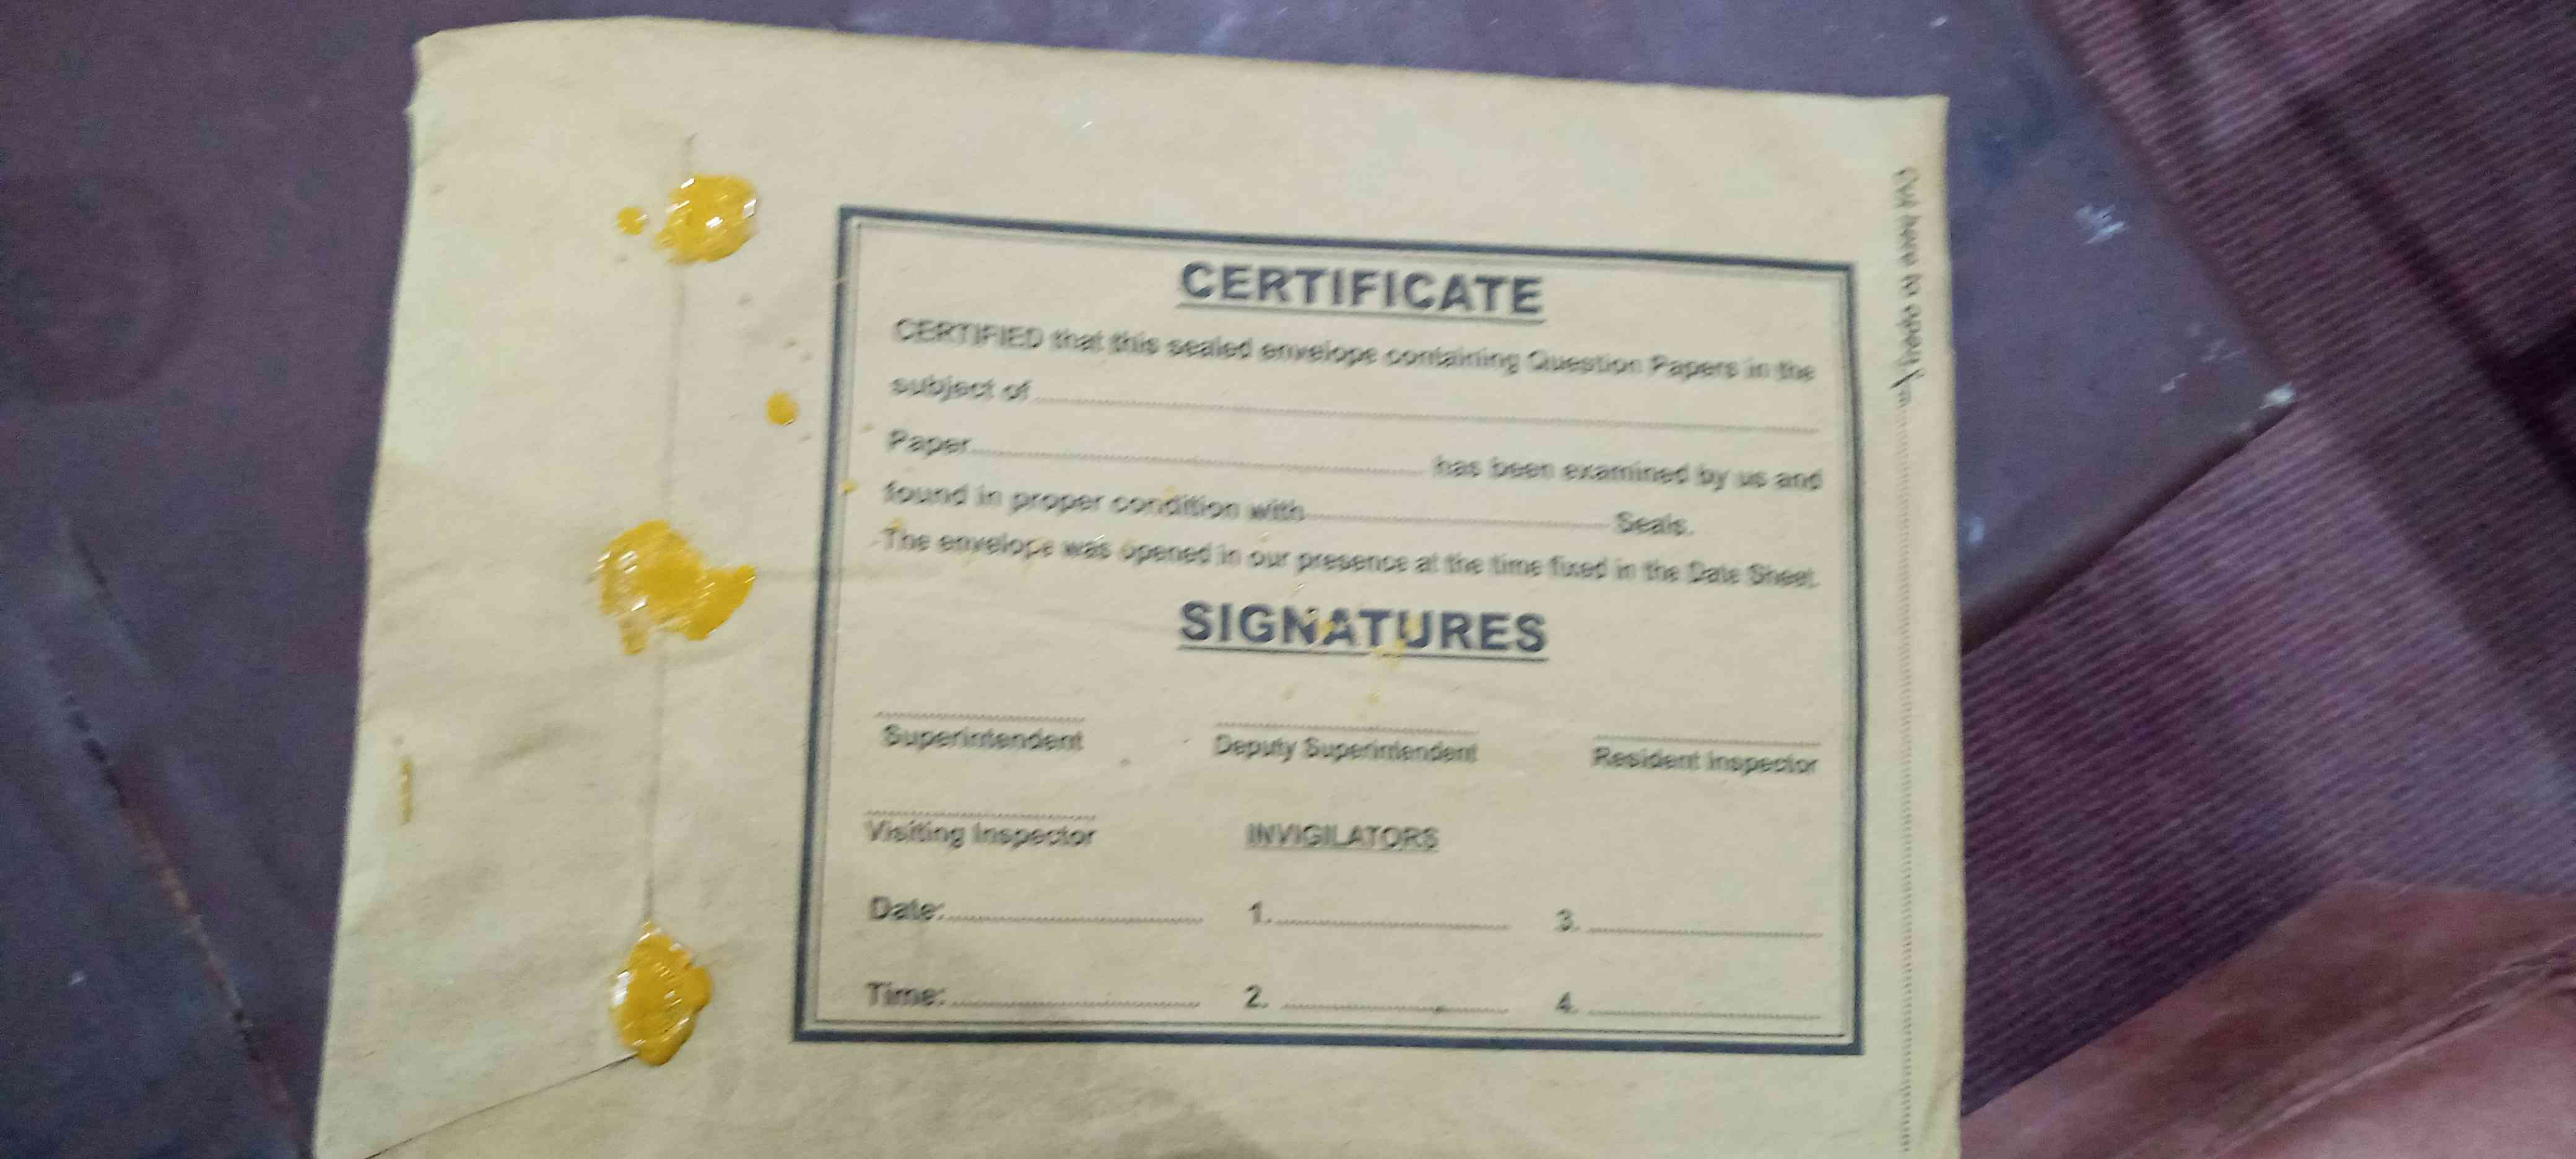 CERTIFICATE
CERTIFIED that this sealed envelope containing Question Papers in the
subject of
Paper has been examined by us and
found in proper condition with Seals.
The envelope was opened in our presence at the time fixed in the Date Sheet.
SIGNATURES
Superintendent Deputy Superintendent Resident Inspector
Visiting Inspector INVIGILATORS
Date: 1. 3.
Time: 2. 4.
Cut here to open